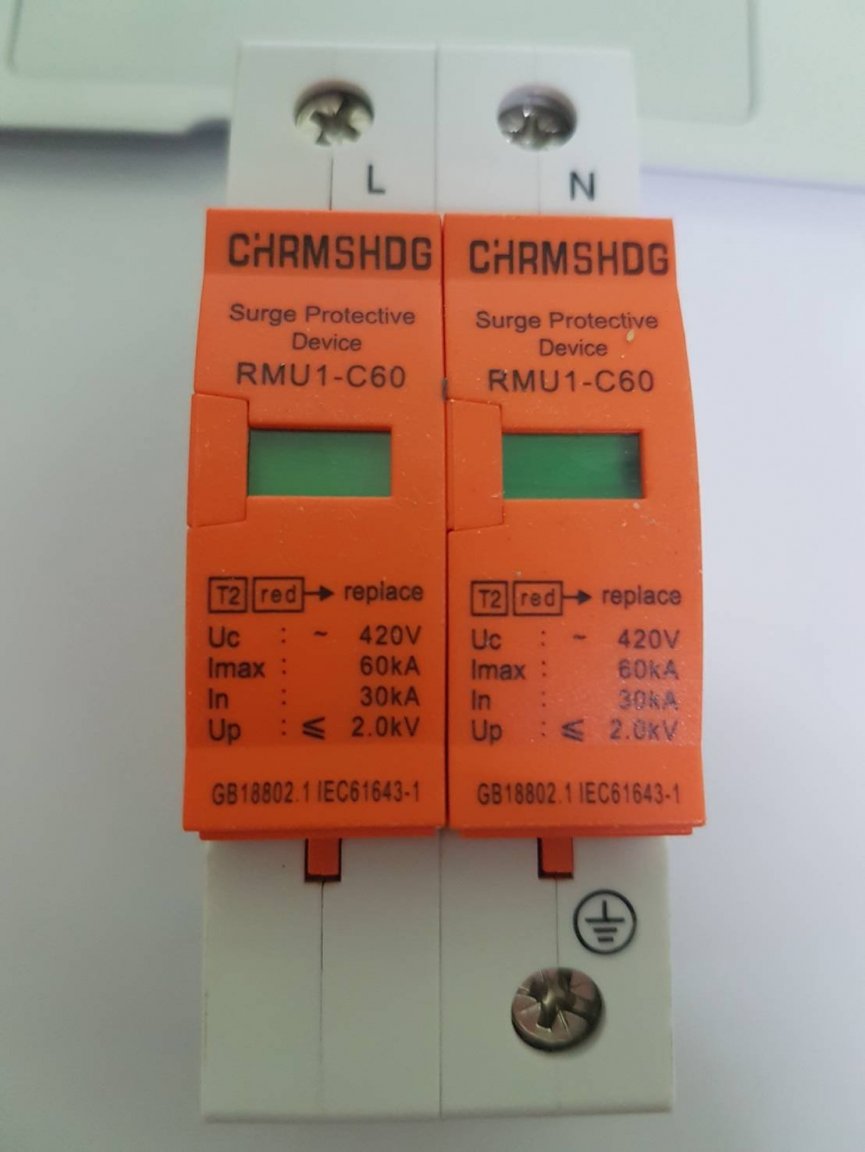 L
N
CHRMSHDG
Surge Protective
Device
RMU1-C60
T2 red replace
Uc : ~ 420V
Imax : 60kA
In : 30kA
Up : ≤ 2.0kV
GB18802.1 IEC61643-1
CHRMSHDG
Surge Protective
Device
RMU1-C60
T2 red replace
Uc : ~ 420V
Imax : 60kA
In : 30kA
Up : ≤ 2.0kV
GB18802.1 IEC61643-1